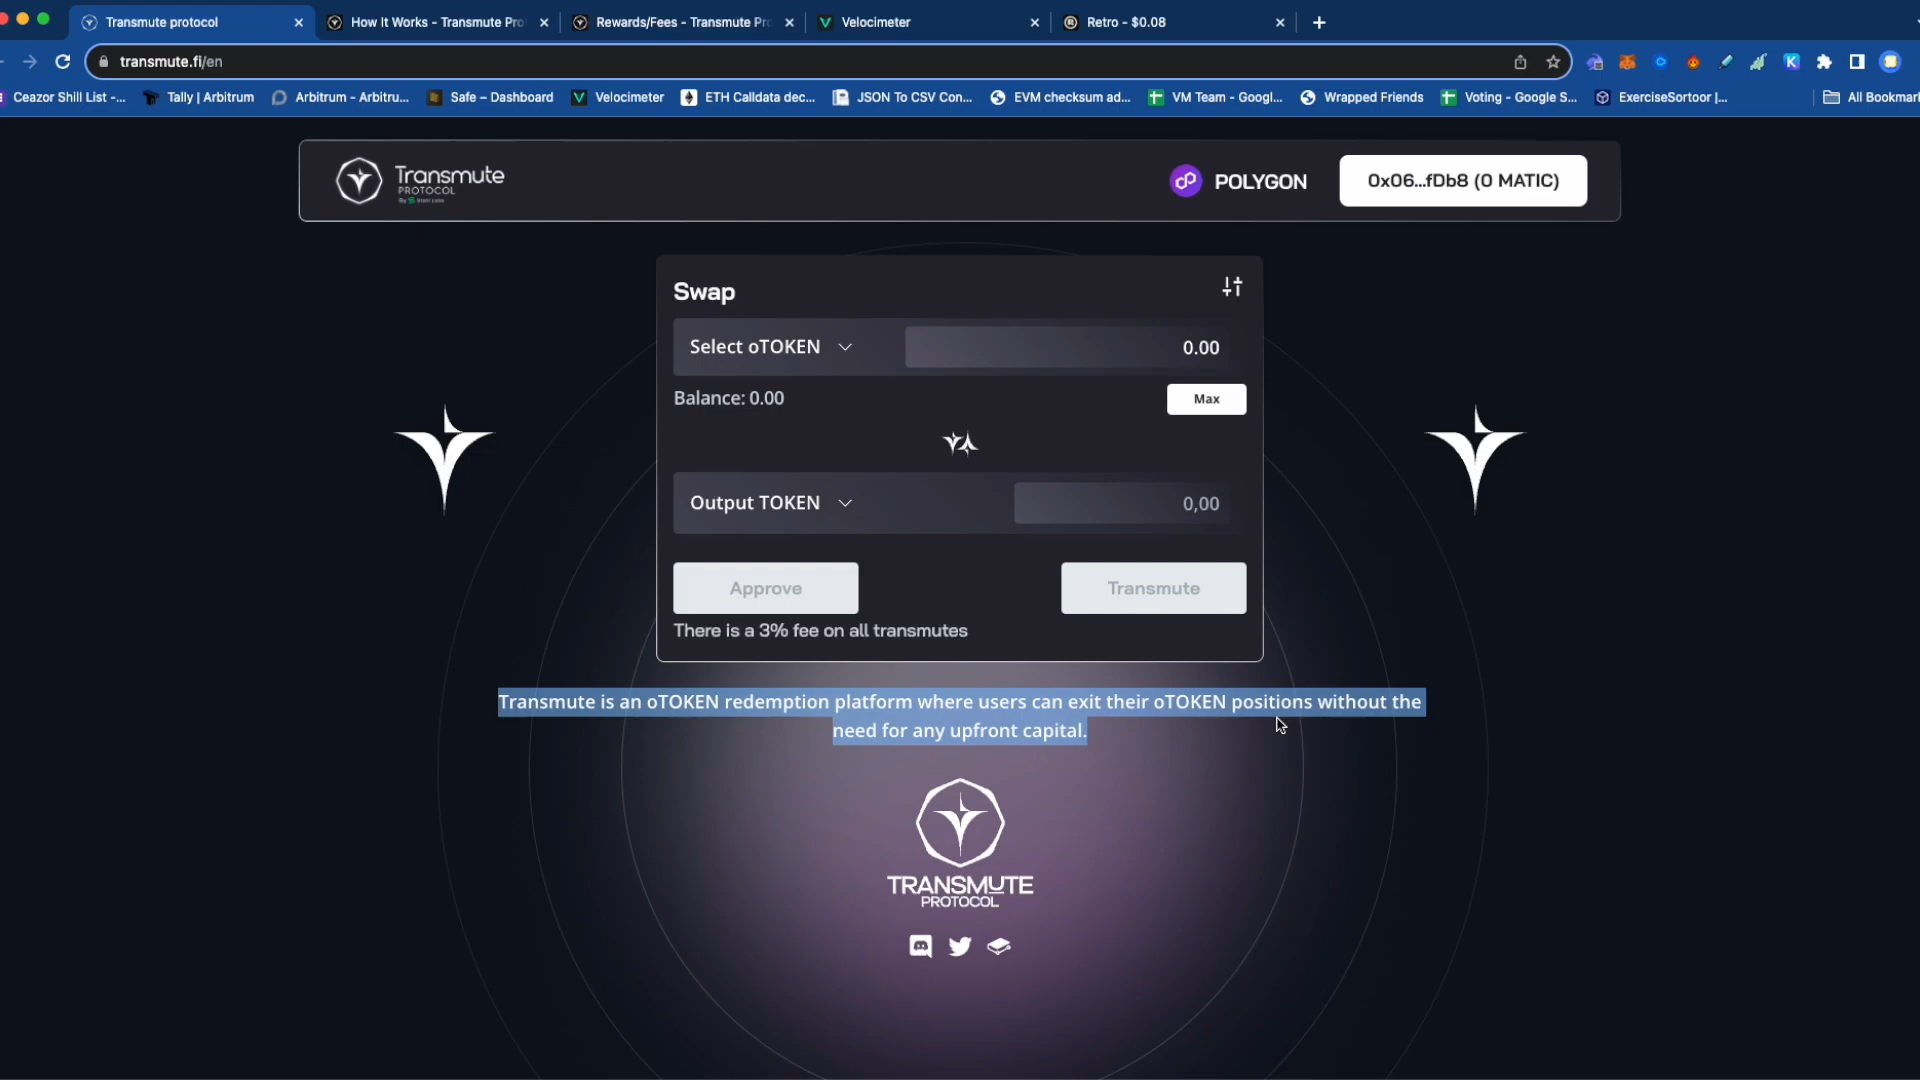 Transmute protocol
How It Works - Transmute Pro
Rewards/Fees - Transmute Pr
Velocimeter
Retro - $0.08
transmute.fi/en
Ceazor Shill List -...
Tally | Arbitrum
Arbitrum – Arbitru...
Safe – Dashboard
Velocimeter
ETH Calldata dec...
JSON To CSV Con...
EVM checksum ad...
VM Team - Googl...
Wrapped Friends
Voting - Google S...
ExerciseSortoor |...
All Bookmar
Transmute
PROTOCOL
POLYGON
0x06...fDb8 (0 MATIC)
Swap
Select oTOKEN
0.00
Balance: 0.00
Max
Output TOKEN
0,00
Approve
Transmute
There is a 3% fee on all transmutes
Transmute is an oTOKEN redemption platform where users can exit their oTOKEN positions without the
need for any upfront capital.
TRANSMUTE
PROTOCOL